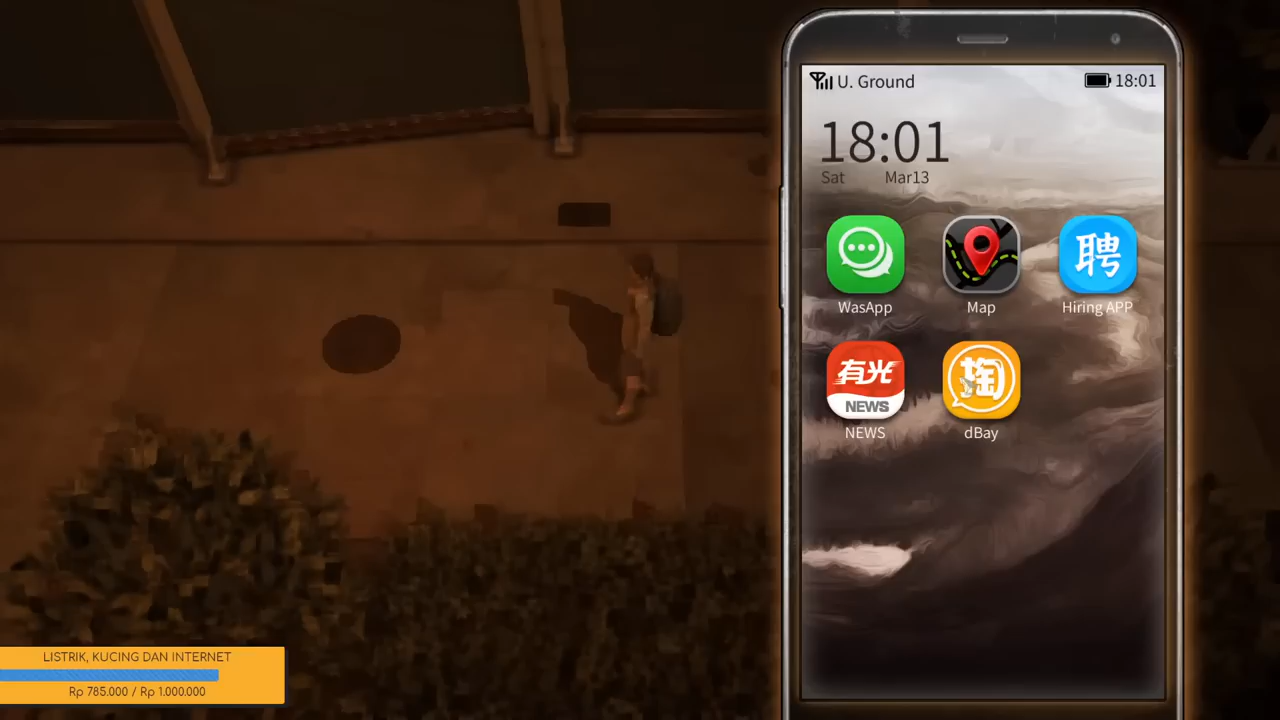 U. Ground
18:01
18:01
Sat Mar13
聘
WasApp
Map
Hiring APP
有光
NEWS
掏
NEWS
dBay
LISTRIK, KUCING DAN INTERNET
Rp 785.000 / Rp 1.000.000